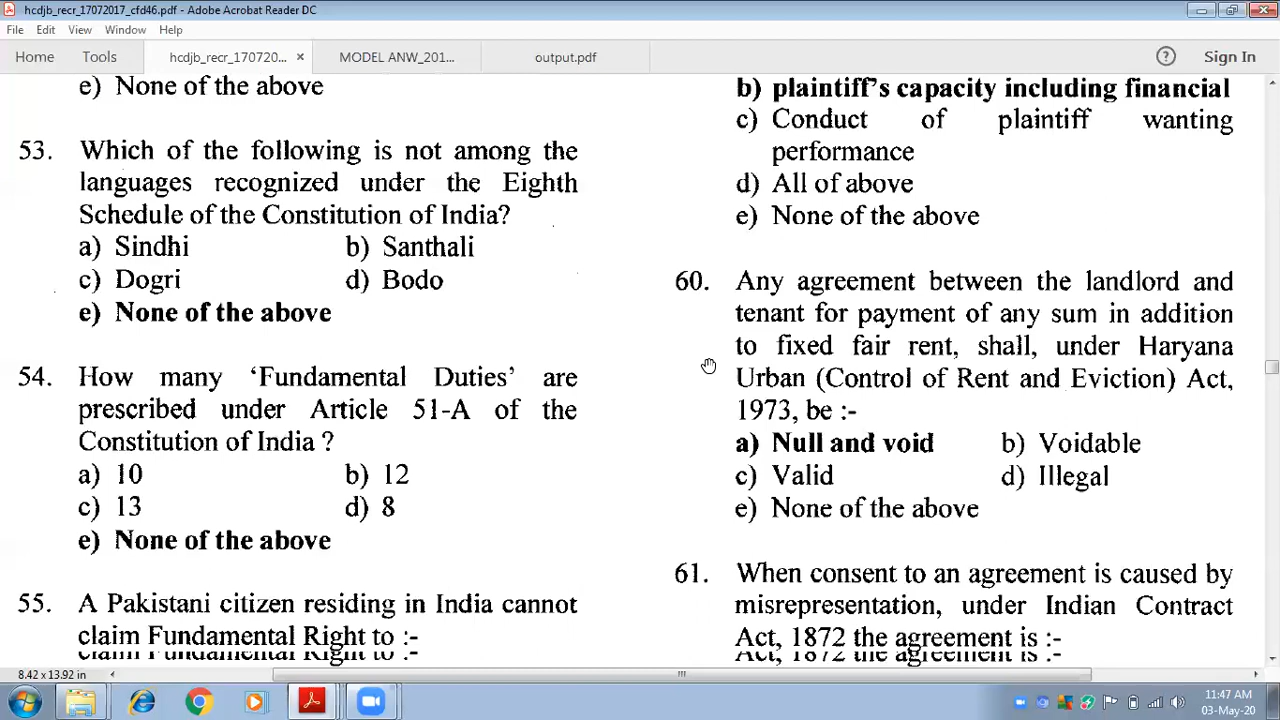 hcdjb_recr_17072017_cfd46.pdf - Adobe Acrobat Reader DC
File Edit View Window Help
Home Tools hcdjb_recr_170720... × MODEL ANW_201... output.pdf ? Sign In
e) None of the above
53. Which of the following is not among the
languages recognized under the Eighth
Schedule of the Constitution of India?
a) Sindhi b) Santhali
c) Dogri d) Bodo
e) None of the above
54. How many ‘Fundamental Duties’ are
prescribed under Article 51-A of the
Constitution of India ?
a) 10 b) 12
c) 13 d) 8
e) None of the above
55. A Pakistani citizen residing in India cannot
claim Fundamental Right to :-
claim Fundamental Right to :-
b) plaintiff’s capacity including financial
c) Conduct of plaintiff wanting
performance
d) All of above
e) None of the above
60. Any agreement between the landlord and
tenant for payment of any sum in addition
to fixed fair rent, shall, under Haryana
Urban (Control of Rent and Eviction) Act,
1973, be :-
a) Null and void b) Voidable
c) Valid d) Illegal
e) None of the above
61. When consent to an agreement is caused by
misrepresentation, under Indian Contract
Act, 1872 the agreement is :-
Act, 1872 the agreement is :-
8.42 x 13.92 in
11:47 AM
03-May-20